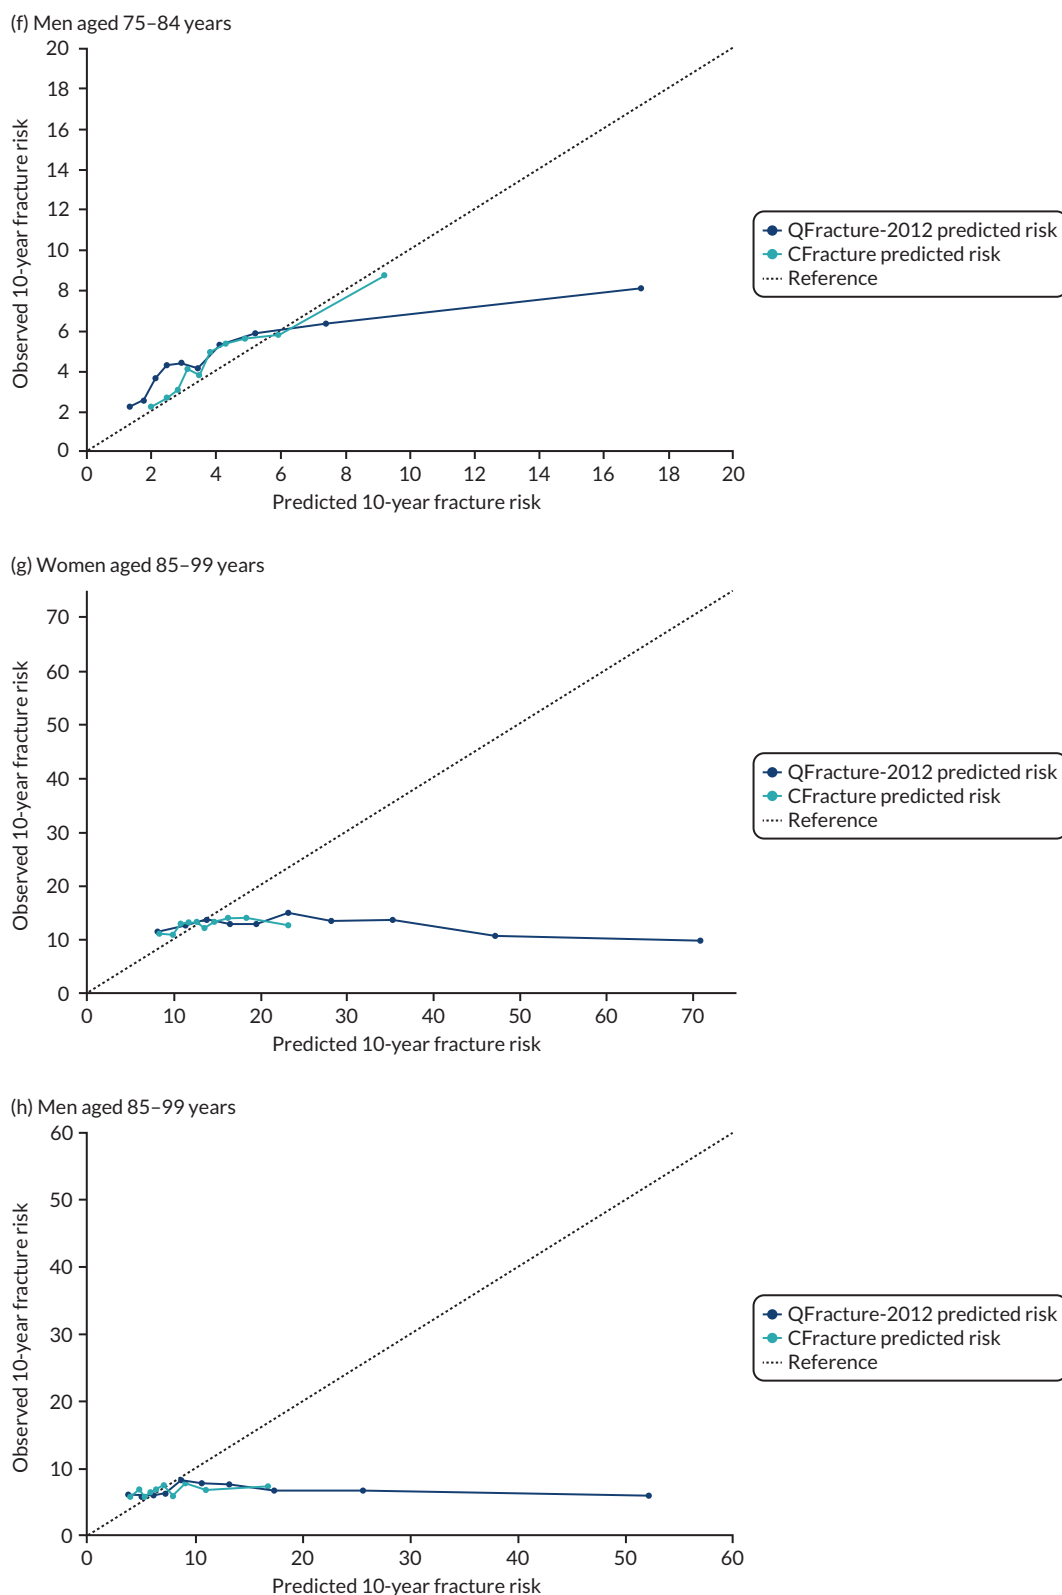 (f) Men aged 75–84 years
20
18
16
14
12
10
8
6
4
2
0
Observed 10-year fracture risk
0 2 4 6 8 10 12 14 16 18 20
Predicted 10-year fracture risk
QFracture-2012 predicted risk
CFracture predicted risk
Reference
(g) Women aged 85–99 years
70
60
50
40
30
20
10
0
Observed 10-year fracture risk
0 10 20 30 40 50 60 70
Predicted 10-year fracture risk
QFracture-2012 predicted risk
CFracture predicted risk
Reference
(h) Men aged 85–99 years
60
50
40
30
20
10
0
Observed 10-year fracture risk
0 10 20 30 40 50 60
Predicted 10-year fracture risk
QFracture-2012 predicted risk
CFracture predicted risk
Reference